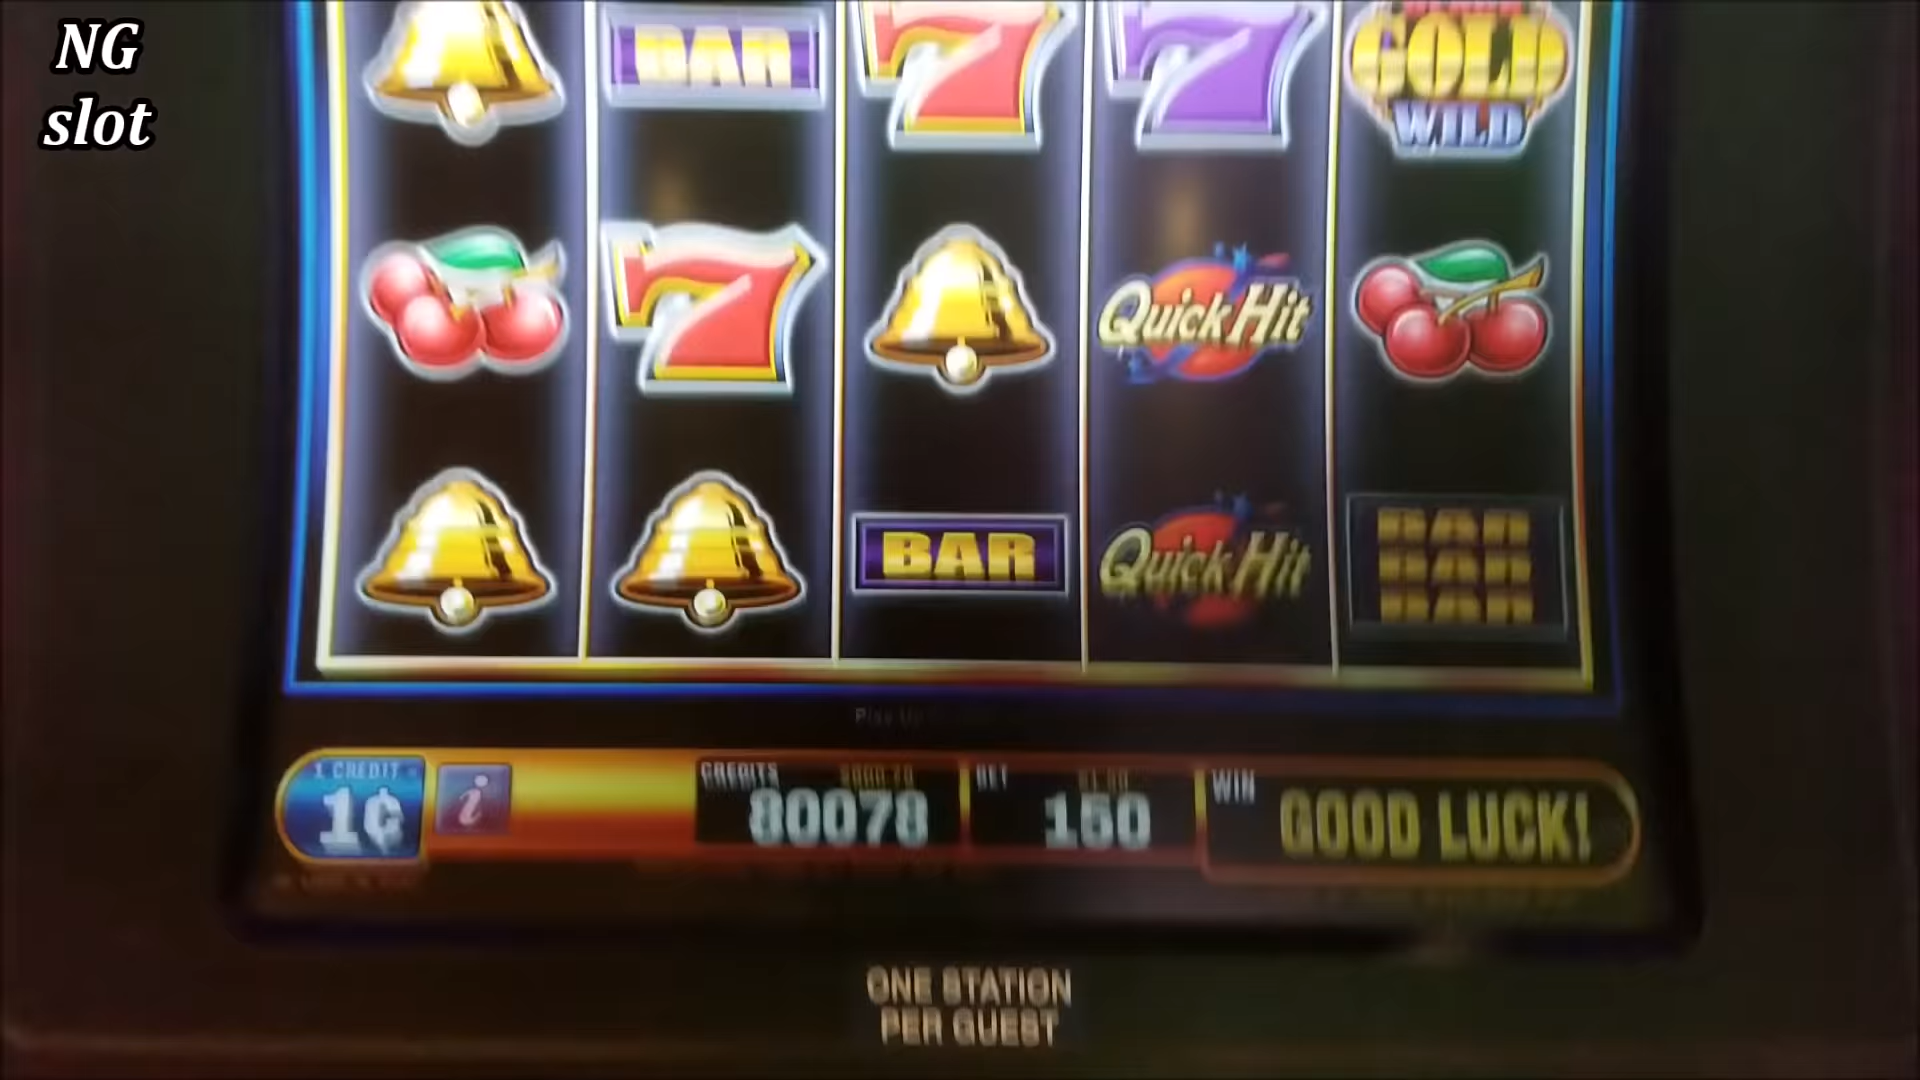 NG
slot
BAR
GOLD
WILD
Quick Hit
BAR
Quick Hit
BAR
BAR
BAR
1 CREDIT =
1¢
i
CREDITS
80078
BET
150
WIN
GOOD LUCK!
ONE STATION
PER GUEST